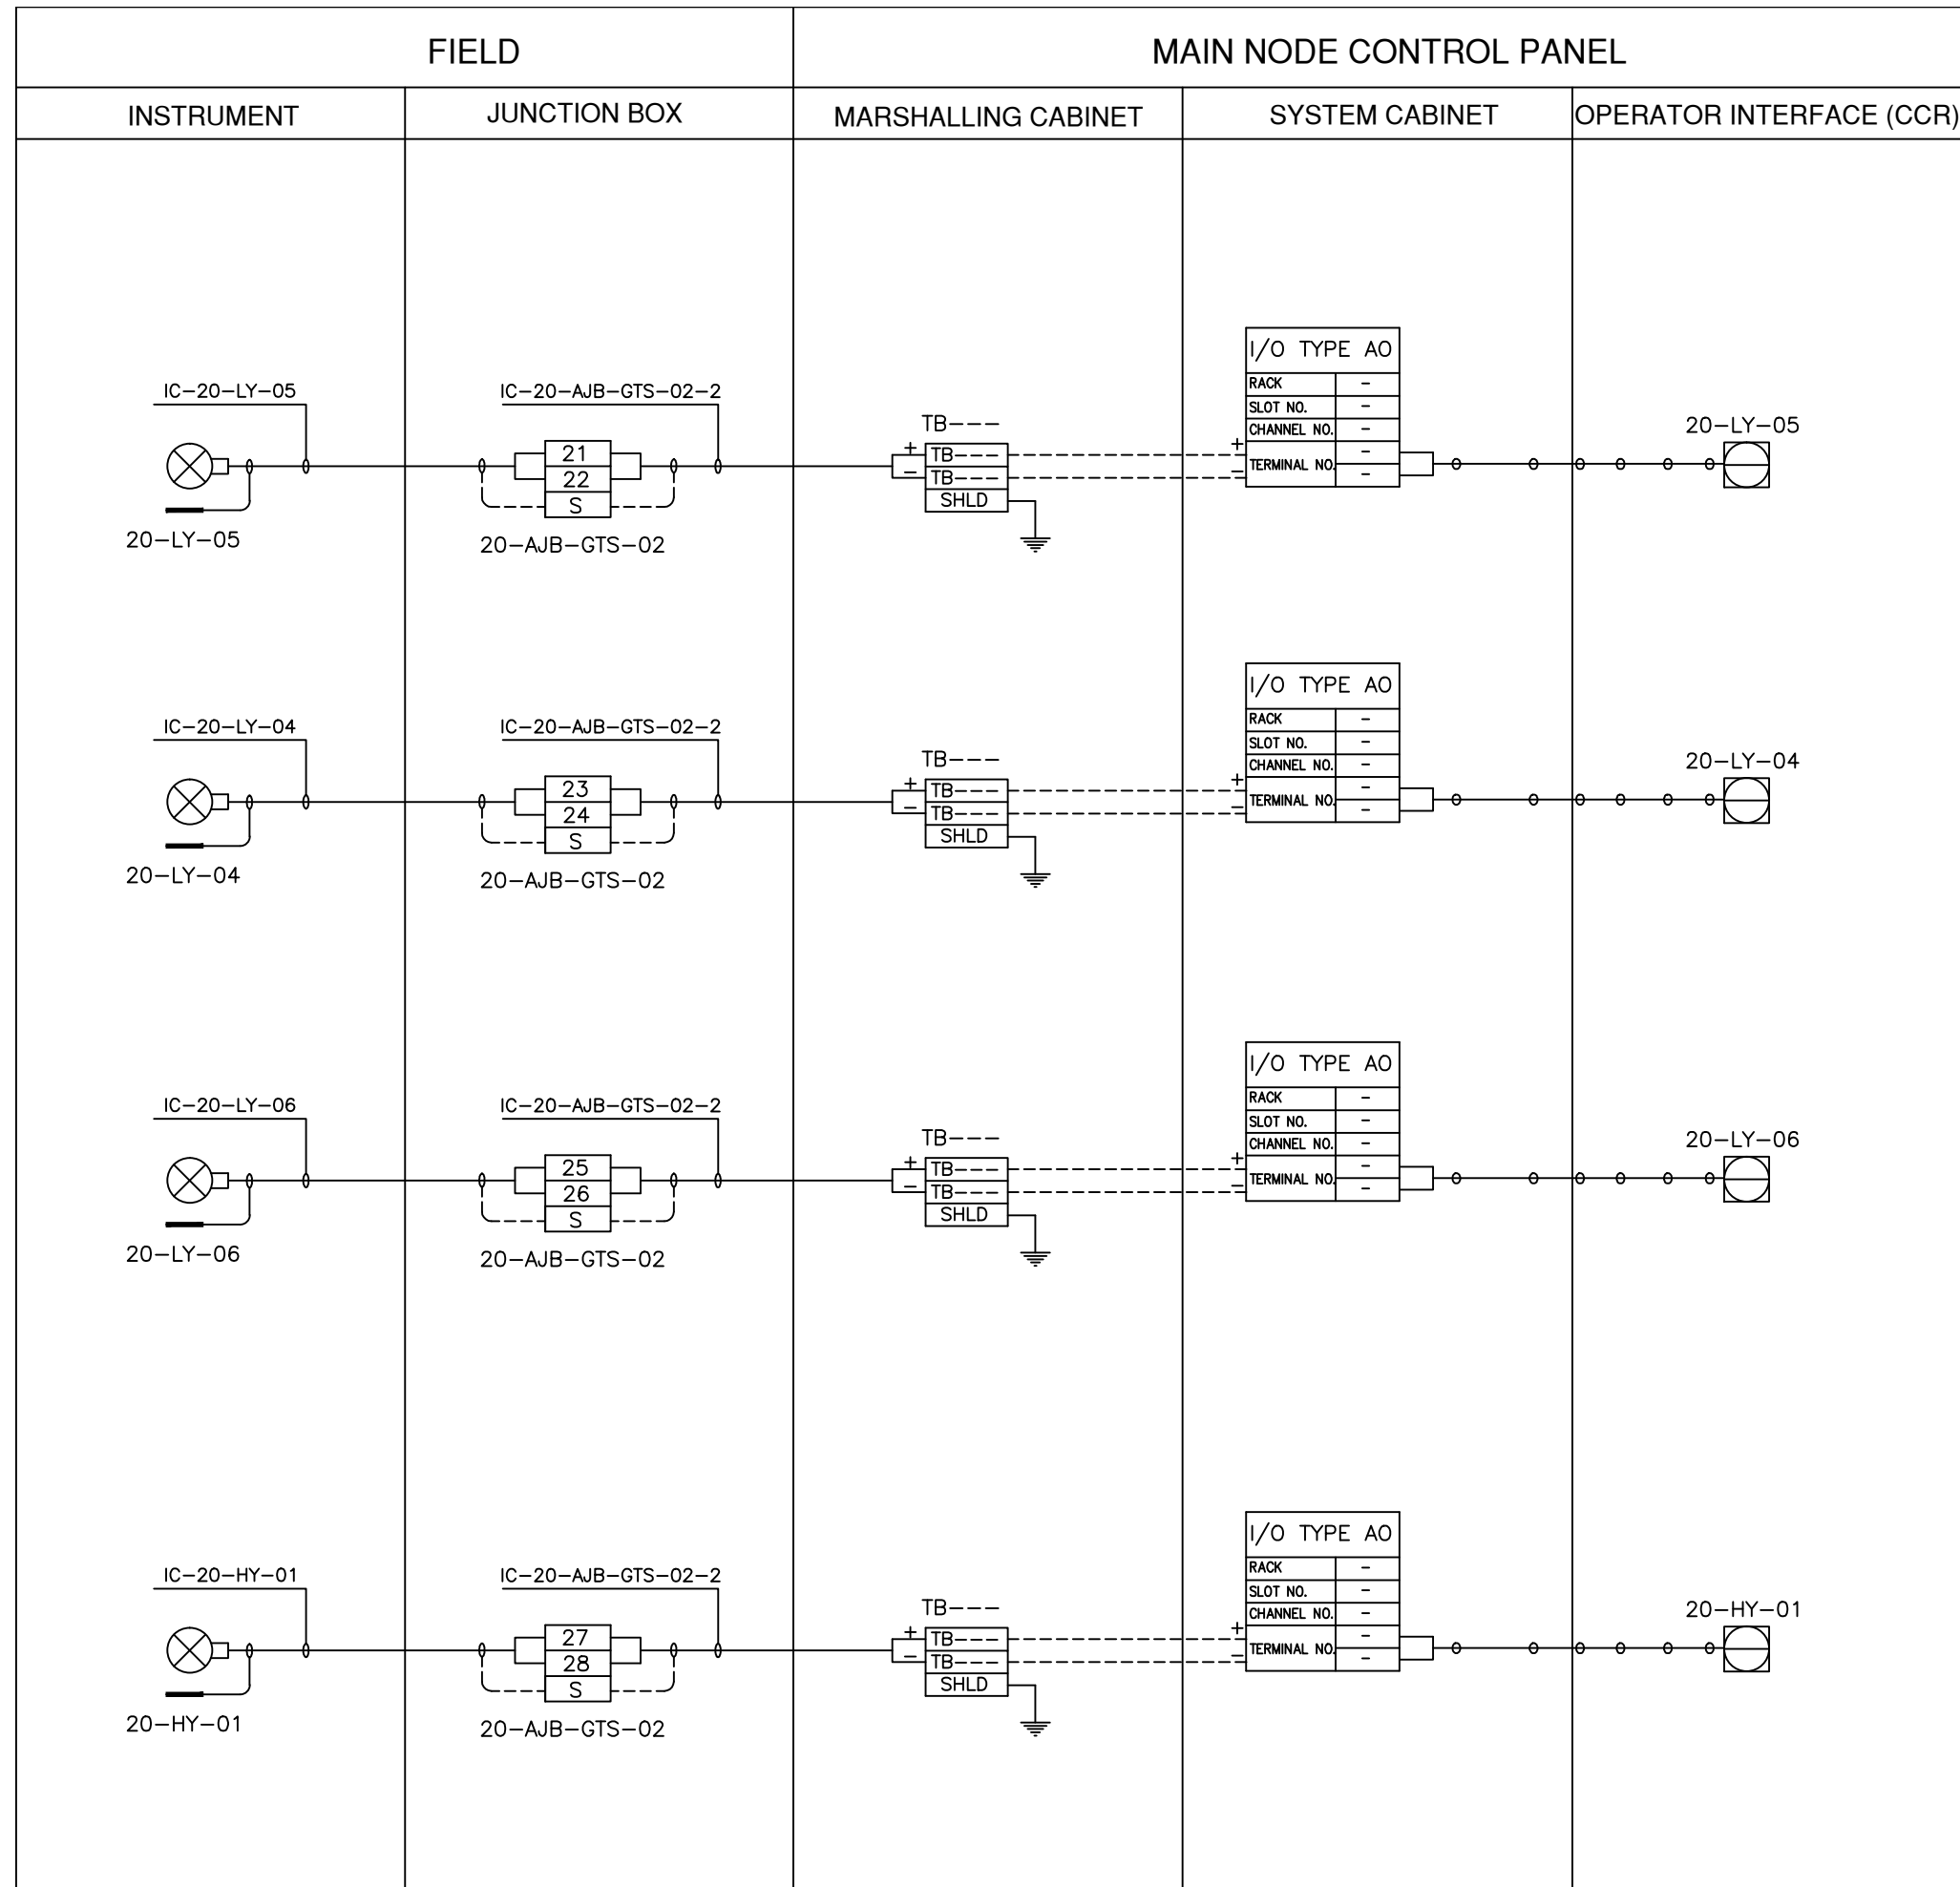 FIELD
MAIN NODE CONTROL PANEL
INSTRUMENT
JUNCTION BOX
MARSHALLING CABINET
SYSTEM CABINET
OPERATOR INTERFACE (CCR)
IC-20-LY-05
20-LY-05
IC-20-AJB-GTS-02-2
21
22
S
20-AJB-GTS-02
TB---
+ TB----
- TB----
SHLD
I/O TYPE AO
RACK -
SLOT NO. -
CHANNEL NO. -
+ -
TERMINAL NO.
- -
20-LY-05
IC-20-LY-04
20-LY-04
IC-20-AJB-GTS-02-2
23
24
S
20-AJB-GTS-02
TB---
+ TB----
- TB----
SHLD
I/O TYPE AO
RACK -
SLOT NO. -
CHANNEL NO. -
+ -
TERMINAL NO.
- -
20-LY-04
IC-20-LY-06
20-LY-06
IC-20-AJB-GTS-02-2
25
26
S
20-AJB-GTS-02
TB---
+ TB----
- TB----
SHLD
I/O TYPE AO
RACK -
SLOT NO. -
CHANNEL NO. -
+ -
TERMINAL NO.
- -
20-LY-06
IC-20-HY-01
20-HY-01
IC-20-AJB-GTS-02-2
27
28
S
20-AJB-GTS-02
TB---
+ TB----
- TB----
SHLD
I/O TYPE AO
RACK -
SLOT NO. -
CHANNEL NO. -
+ -
TERMINAL NO.
- -
20-HY-01